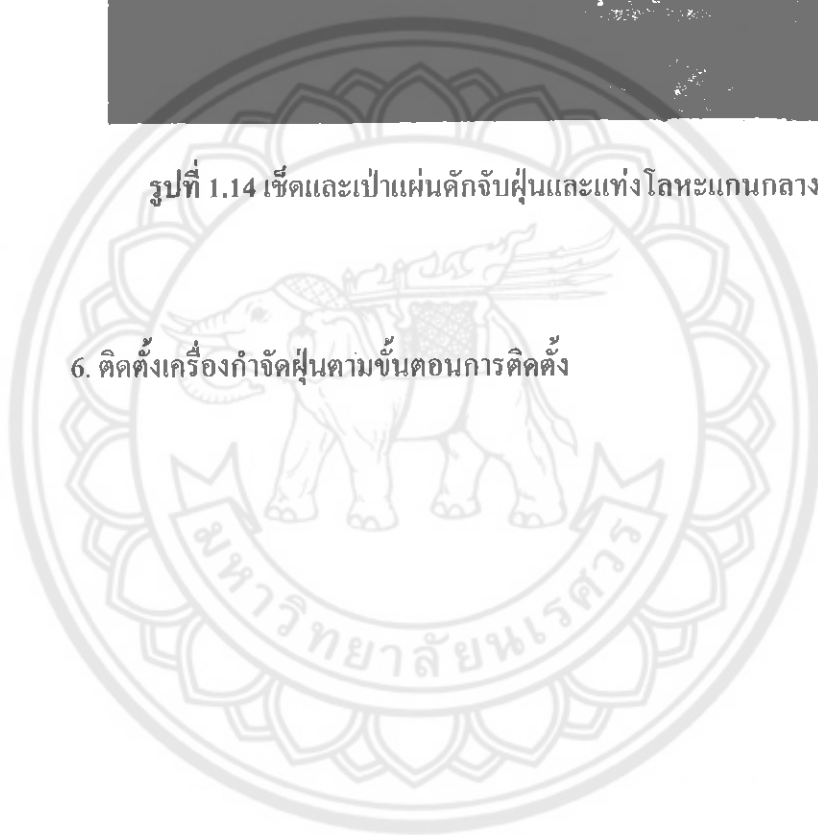 รูปที่ 1.14 เช็ดและเป่าแผ่นดักจับฝุ่นและแท่งโลหะแกนกลาง
6. ติดตั้งเครื่องกำจัดฝุ่นตามขั้นตอนการติดตั้ง
มหาวิทยาลัยนเรศวร